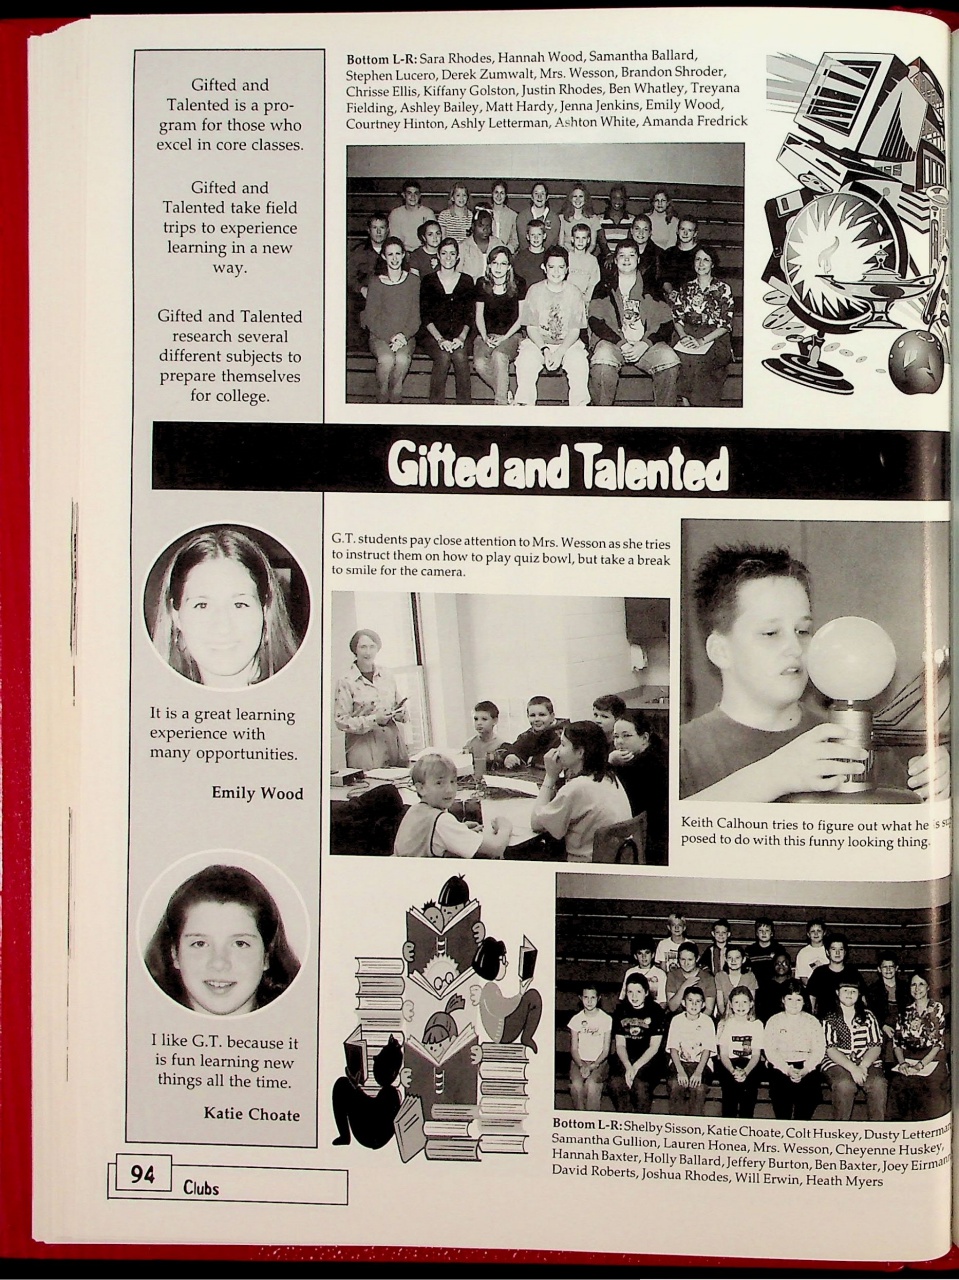 Gifted and
Talented is a pro-
gram for those who
excel in core classes.
Gifted and
Talented take field
trips to experience
learning in a new
way.
Gifted and Talented
research several
different subjects to
prepare themselves
for college.
Bottom L-R: Sara Rhodes, Hannah Wood, Samantha Ballard,
Stephen Lucero, Derek Zumwalt, Mrs. Wesson, Brandon Shroder,
Chrisse Ellis, Kiffany Golston, Justin Rhodes, Ben Whatley, Treyana
Fielding, Ashley Bailey, Matt Hardy, Jenna Jenkins, Emily Wood,
Courtney Hinton, Ashly Letterman, Ashton White, Amanda Fredrick
Gifted and Talented
It is a great learning
experience with
many opportunities.
Emily Wood
I like G.T. because it
is fun learning new
things all the time.
Katie Choate
G.T. students pay close attention to Mrs. Wesson as she tries
to instruct them on how to play quiz bowl, but take a break
to smile for the camera.
Keith Calhoun tries to figure out what he is
posed to do with this funny looking thing.
Bottom L-R: Shelby Sisson, Katie Choate, Colt Huskey, Dusty Letterman
Samantha Gullion, Lauren Honea, Mrs. Wesson, Cheyenne Huskey,
Hannah Baxter, Holly Ballard, Jeffery Burton, Ben Baxter, Joey Eirmann
David Roberts, Joshua Rhodes, Will Erwin, Heath Myers
94
Clubs